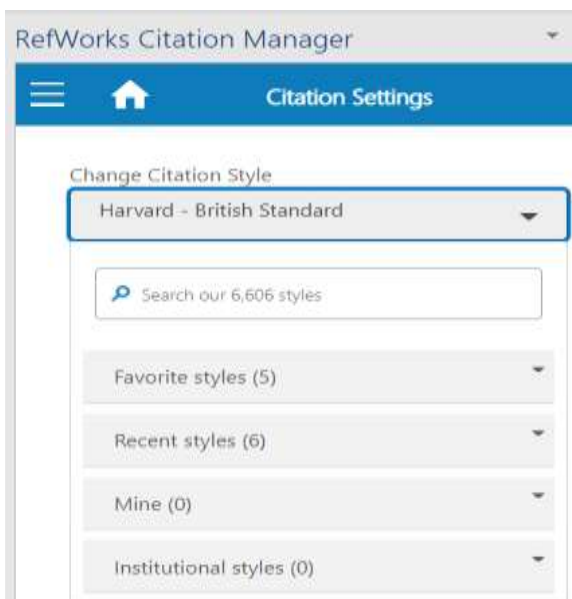 RefWorks Citation Manager
Citation Settings
Change Citation Style
Harvard - British Standard
Search our 6,606 styles
Favorite styles (5)
Recent styles (6)
Mine (0)
Institutional styles (0)